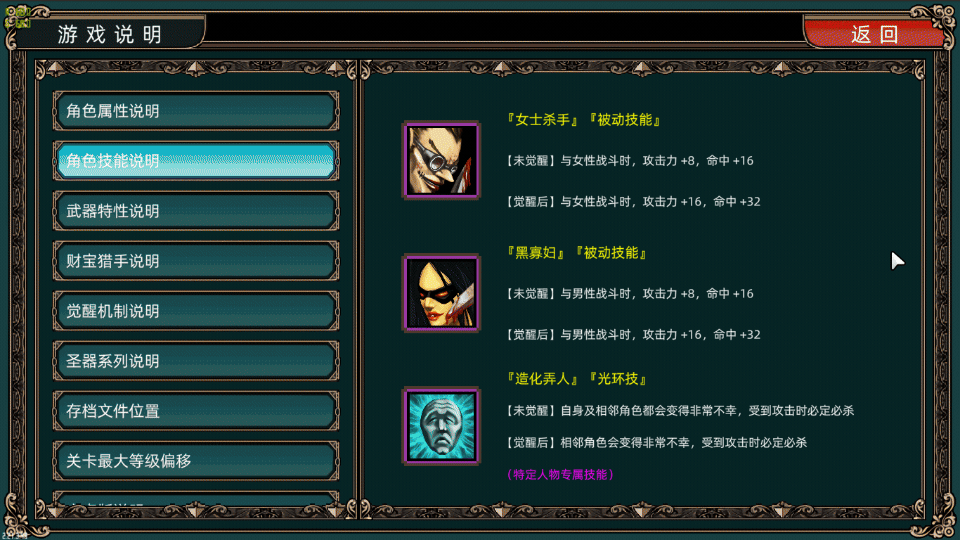 游戏说明
返回
角色属性说明
角色技能说明
武器特性说明
财宝猎手说明
觉醒机制说明
圣器系列说明
存档文件位置
关卡最大等级偏移
『女士杀手』『被动技能』
【未觉醒】与女性战斗时，攻击力 +8，命中 +16
【觉醒后】与女性战斗时，攻击力 +16，命中 +32
『黑寡妇』『被动技能』
【未觉醒】与男性战斗时，攻击力 +8，命中 +16
【觉醒后】与男性战斗时，攻击力 +16，命中 +32
『造化弄人』『光环技』
【未觉醒】自身及相邻角色都会变得非常不幸，受到攻击时必定必杀
【觉醒后】相邻角色会变得非常不幸，受到攻击时必定必杀
（特定人物专属技能）